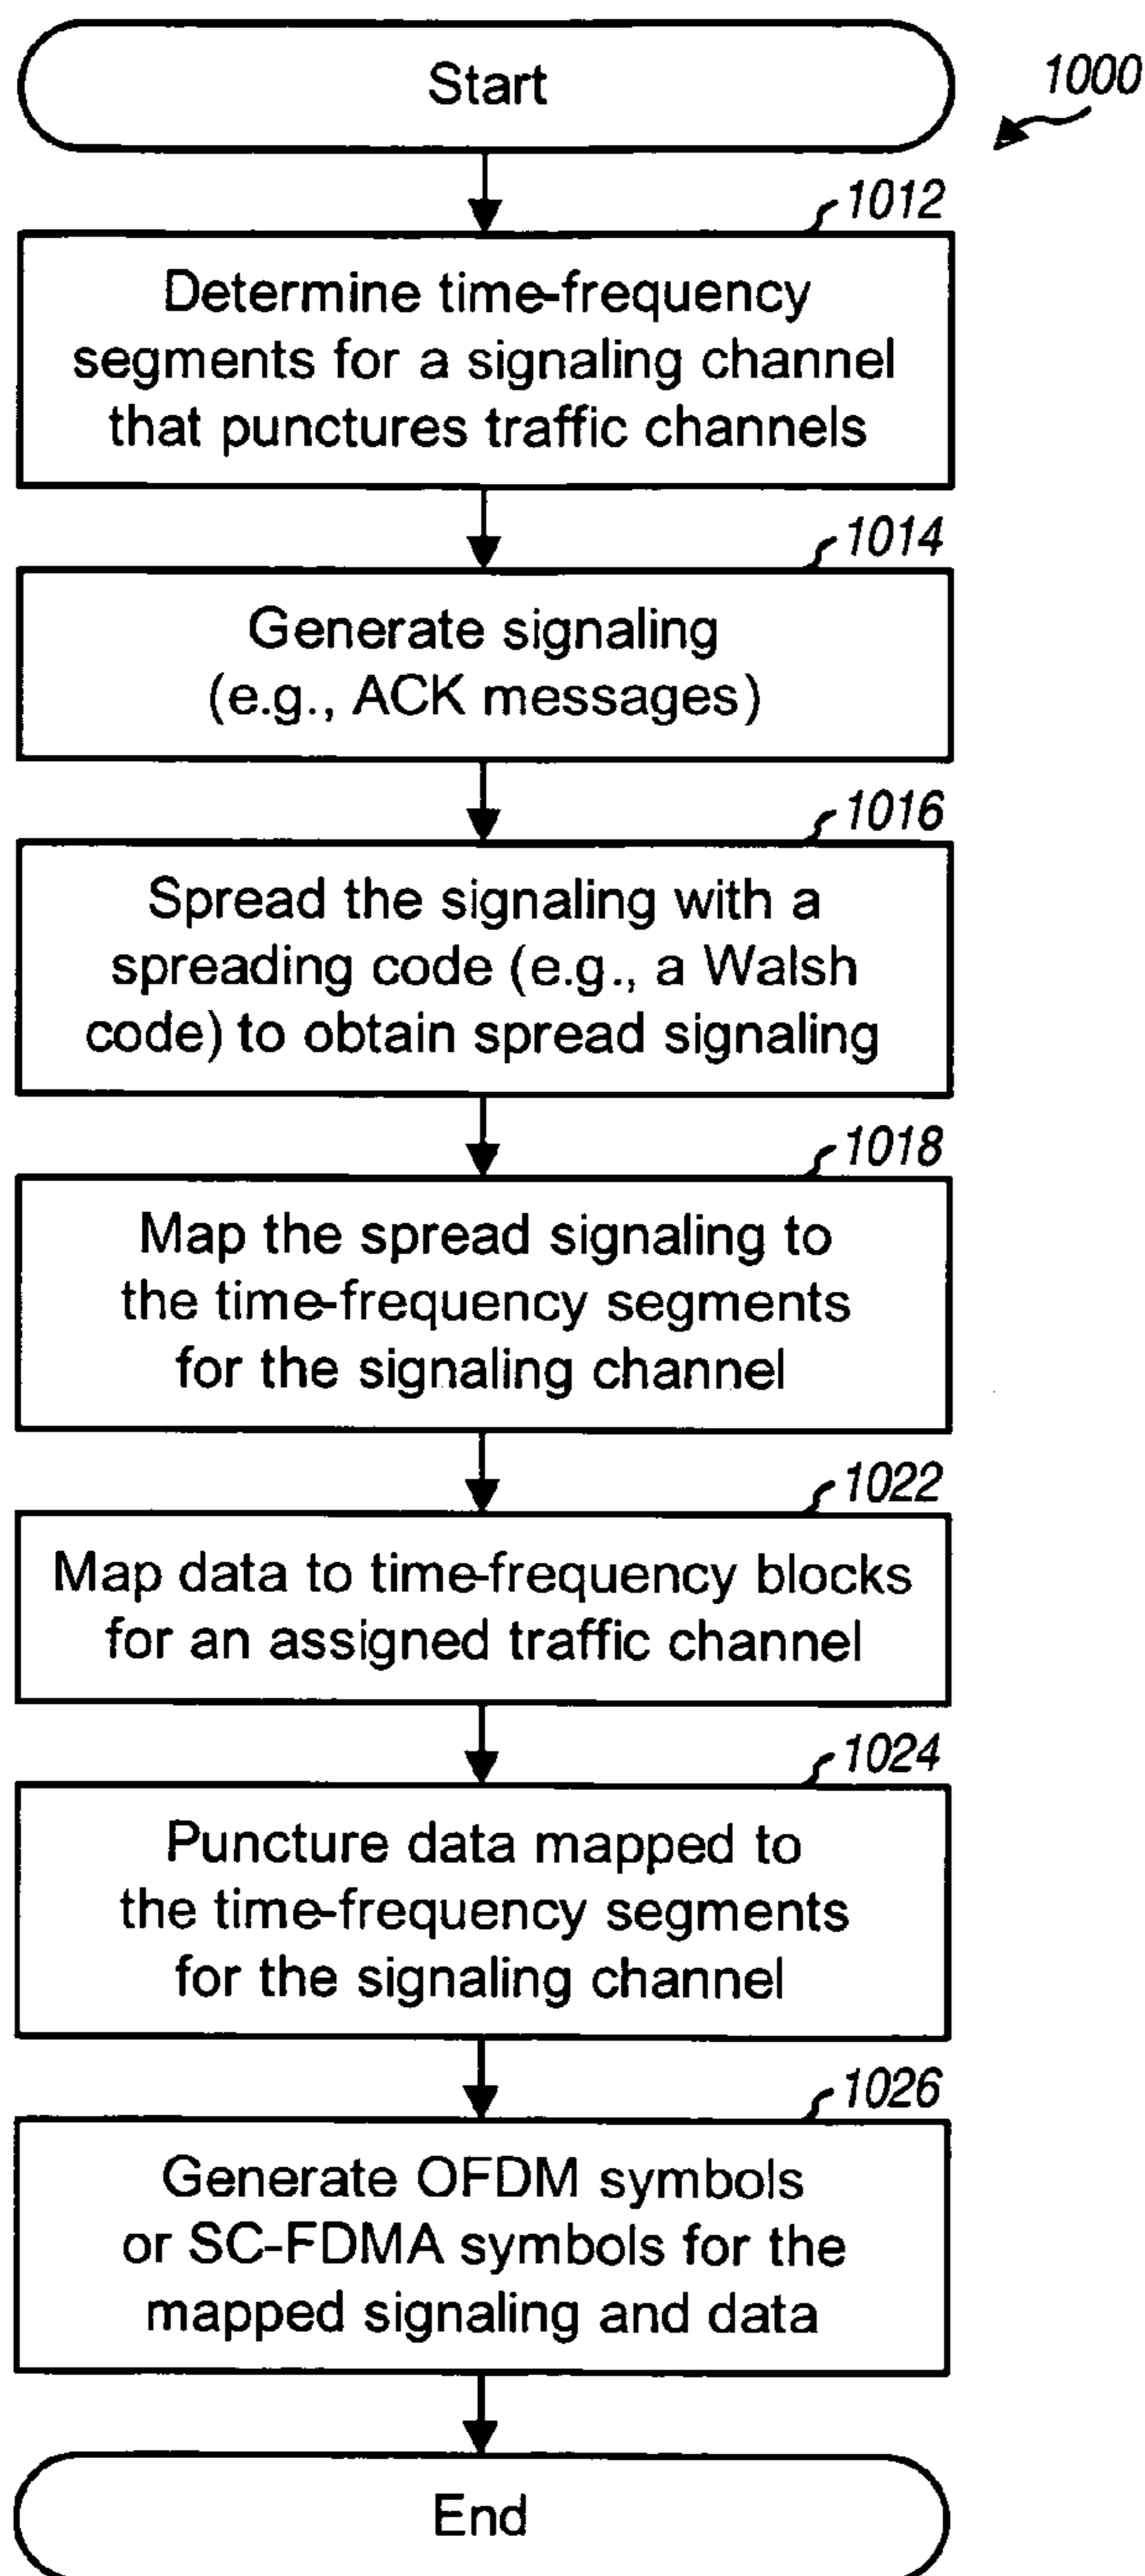 Start
1000
1012
Determine time-frequency
segments for a signaling channel
that punctures traffic channels
1014
Generate signaling
(e.g., ACK messages)
1016
Spread the signaling with a
spreading code (e.g., a Walsh
code) to obtain spread signaling
1018
Map the spread signaling to
the time-frequency segments
for the signaling channel
1022
Map data to time-frequency blocks
for an assigned traffic channel
1024
Puncture data mapped to
the time-frequency segments
for the signaling channel
1026
Generate OFDM symbols
or SC-FDMA symbols for the
mapped signaling and data
End